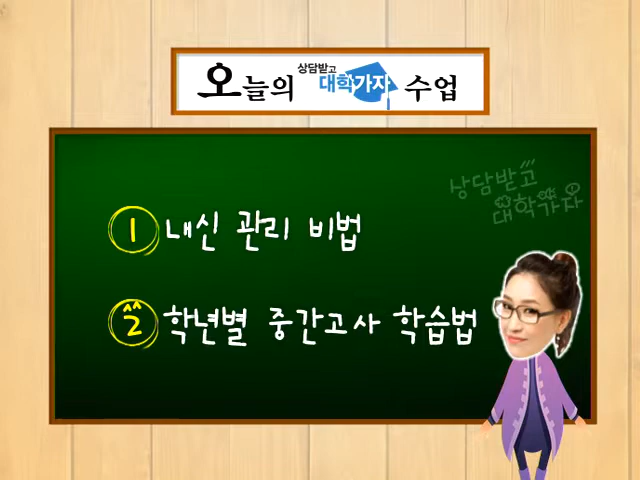 오늘의 상담받고 대학가자 수업
상담받고
대학가자
1 내신 관리 비법
2 학년별 중간고사 학습법